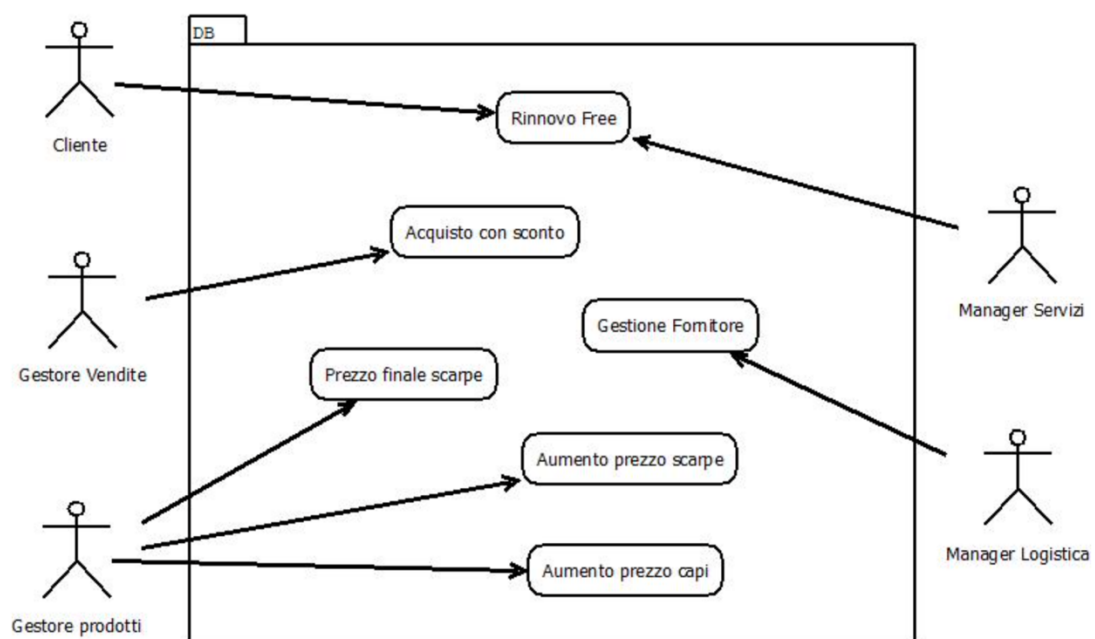 DB
Cliente
Rinnovo Free
Acquisto con sconto
Manager Servizi
Gestione Fornitore
Gestore Vendite
Prezzo finale scarpe
Aumento prezzo scarpe
Manager Logistica
Aumento prezzo capi
Gestore prodotti